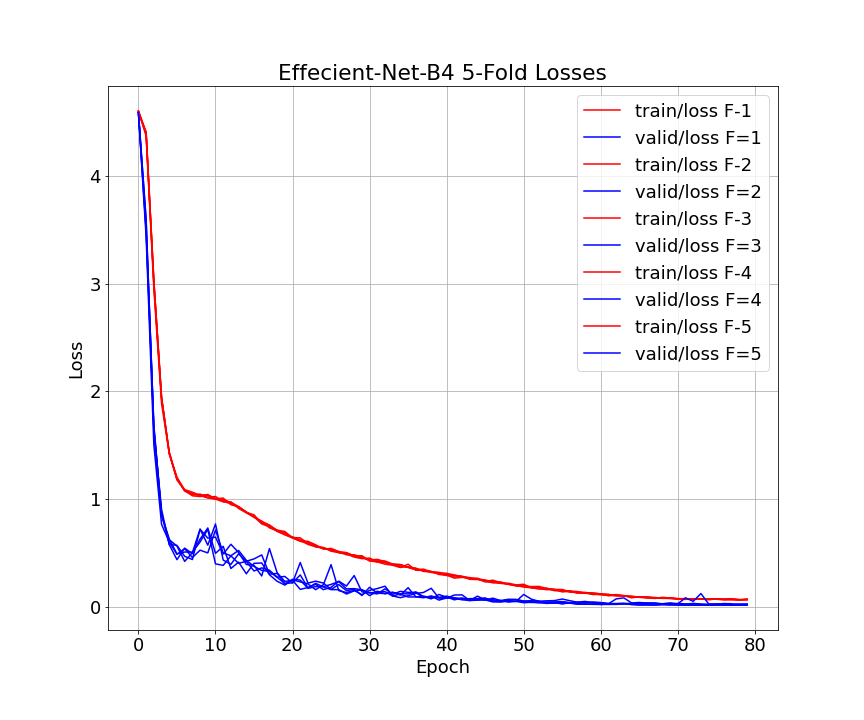 Effecient-Net-B4 5-Fold Losses
train/loss F-1
valid/loss F=1
train/loss F-2
valid/loss F=2
train/loss F-3
valid/loss F=3
train/loss F-4
valid/loss F=4
train/loss F-5
valid/loss F=5
Loss
4
3
2
1
0
0 10 20 30 40 50 60 70 80
Epoch